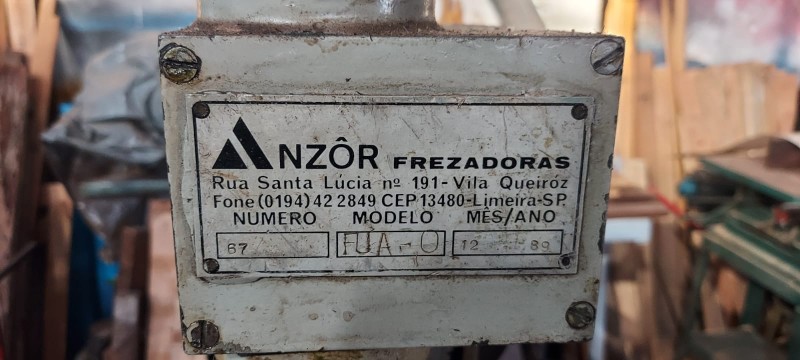 ANZÔR FREZADORAS
Rua Santa Lúcia nº 191-Vila Queiróz
Fone (0194) 42 2849 CEP 13480-Limeira-SP
NUMERO MODELO MÊS/ANO
67 FUA-0 12 89